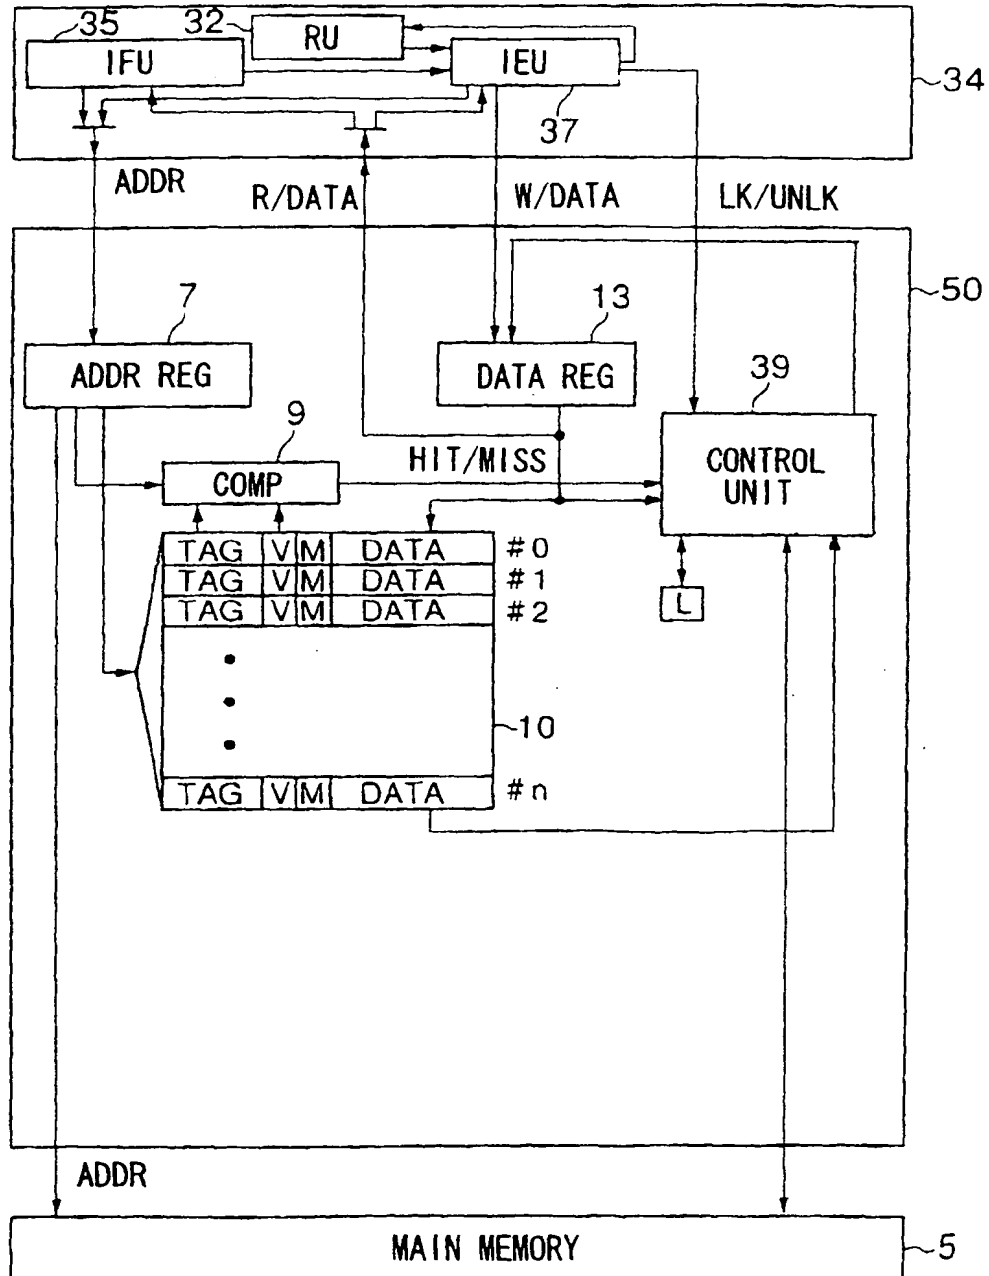 35
32
RU
IFU
IEU
34
37
ADDR
R/DATA
W/DATA
LK/UNLK
50
7
13
ADDR REG
DATA REG
39
9
HIT/MISS
CONTROL
UNIT
COMP
TAG V M DATA #0
TAG V M DATA #1
TAG V M DATA #2
L
10
TAG V M DATA #n
ADDR
MAIN MEMORY
5